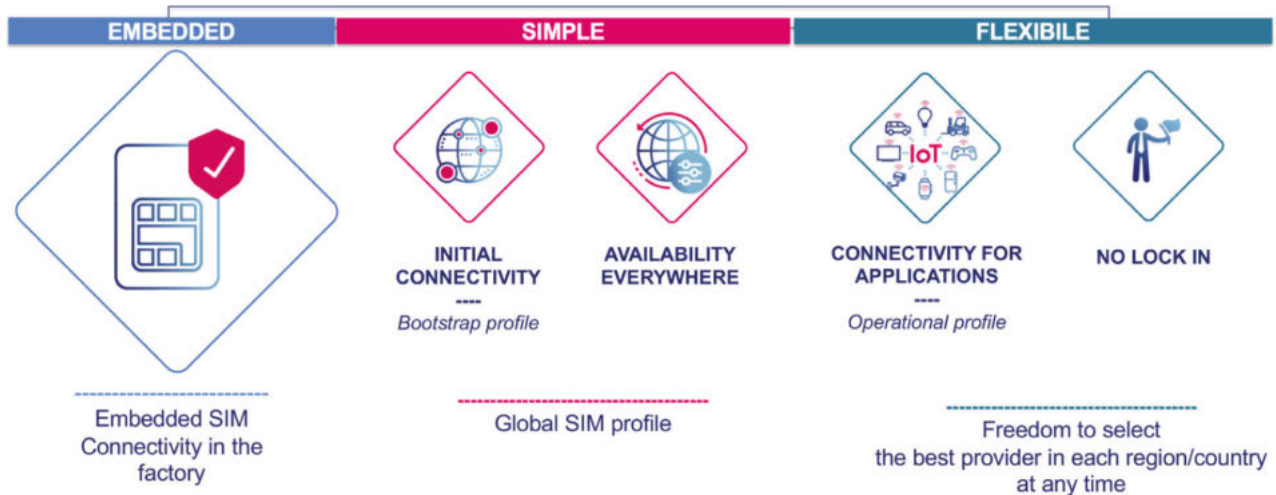 EMBEDDED
SIMPLE
FLEXIBILE
IoT
INITIAL
CONNECTIVITY
----
Bootstrap profile
AVAILABILITY
EVERYWHERE
CONNECTIVITY FOR
APPLICATIONS
----
Operational profile
NO LOCK IN
Embedded SIM
Connectivity in the
factory
Global SIM profile
Freedom to select
the best provider in each region/country
at any time